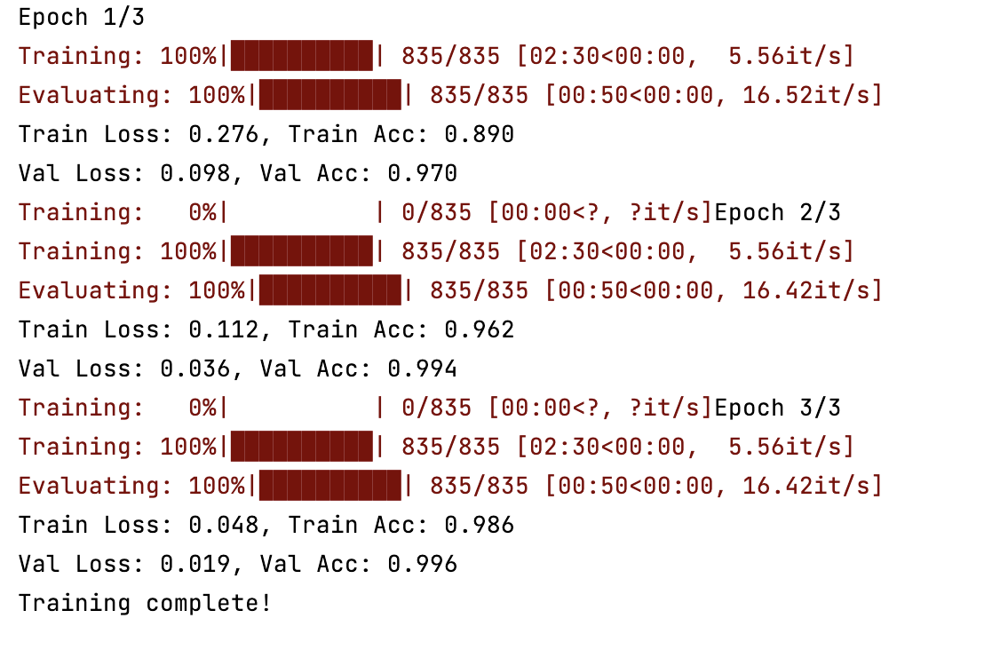 Epoch 1/3
Training: 100%|██████████| 835/835 [02:30<00:00,  5.56it/s]
Evaluating: 100%|██████████| 835/835 [00:50<00:00, 16.52it/s]
Train Loss: 0.276, Train Acc: 0.890
Val Loss: 0.098, Val Acc: 0.970
Training:   0%|          | 0/835 [00:00<?, ?it/s]Epoch 2/3
Training: 100%|██████████| 835/835 [02:30<00:00,  5.56it/s]
Evaluating: 100%|██████████| 835/835 [00:50<00:00, 16.42it/s]
Train Loss: 0.112, Train Acc: 0.962
Val Loss: 0.036, Val Acc: 0.994
Training:   0%|          | 0/835 [00:00<?, ?it/s]Epoch 3/3
Training: 100%|██████████| 835/835 [02:30<00:00,  5.56it/s]
Evaluating: 100%|██████████| 835/835 [00:50<00:00, 16.42it/s]
Train Loss: 0.048, Train Acc: 0.986
Val Loss: 0.019, Val Acc: 0.996
Training complete!